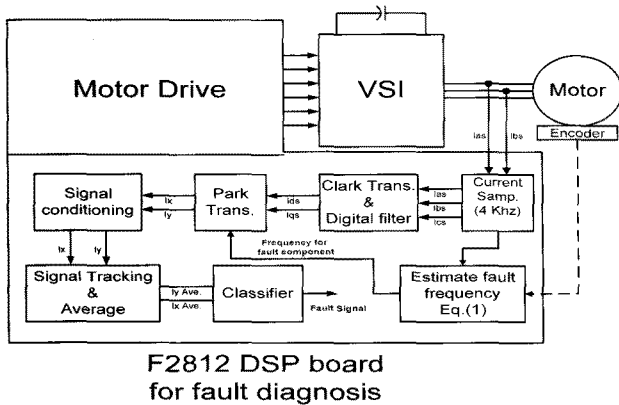 Motor Drive
VSI
Motor
Encoder
Ias
Ibs
Signal
conditioning
Ix
Iy
Park
Trans.
Ids
Iqs
Clark Trans.
&
Digital filter
Ias
Ibs
Ics
Current
Samp.
(4 Khz)
Frequency for
fault component
Ix
Iy
Signal Tracking
&
Average
Iy Ave.
Ix Ave.
Classifier
Fault Signal
Estimate fault
frequency
Eq.(1)
F2812 DSP board
for fault diagnosis